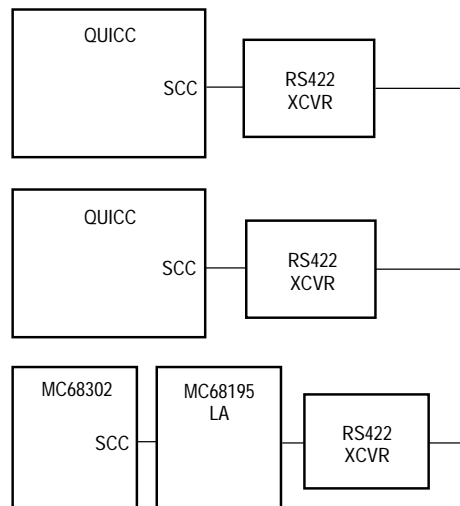 QUICC
SCC
RS422
XCVR
QUICC
SCC
RS422
XCVR
MC68302
SCC
MC68195
LA
RS422
XCVR